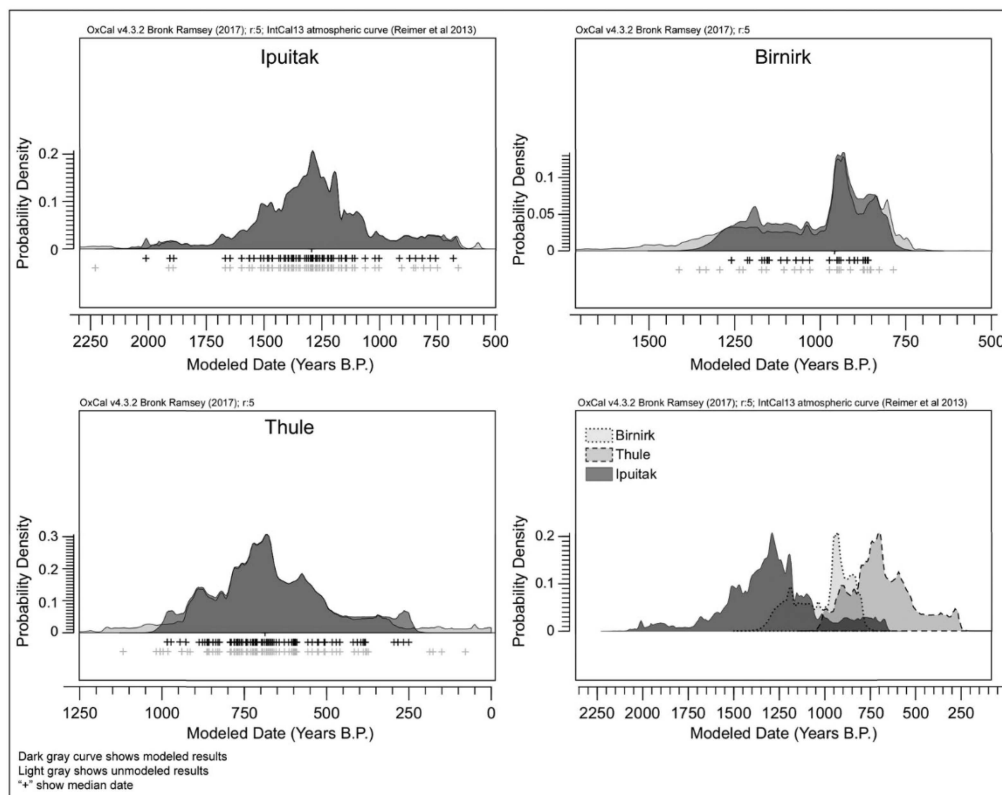 OxCal v4.3.2 Bronk Ramsey (2017); r:5; IntCal13 atmospheric curve (Reimer et al 2013)
Ipuitak
Probability Density
0.2
0.1
0
2250 2000 1750 1500 1250 1000 750 500
Modeled Date (Years B.P.)
OxCal v4.3.2 Bronk Ramsey (2017); r:5
Birnirk
Probability Density
0.1
0.05
0
1500 1250 1000 750 500
Modeled Date (Years B.P.)
OxCal v4.3.2 Bronk Ramsey (2017); r:5
Thule
Probability Density
0.3
0.2
0.1
0
1250 1000 750 500 250 0
Modeled Date (Years B.P.)
OxCal v4.3.2 Bronk Ramsey (2017); r:5; IntCal13 atmospheric curve (Reimer et al 2013)
Birnirk
Thule
Ipuitak
Probability Density
0.2
0.1
0
2250 2000 1750 1500 1250 1000 750 500 250
Modeled Date (Years B.P.)
Dark gray curve shows modeled results
Light gray shows unmodeled results
"+" show median date